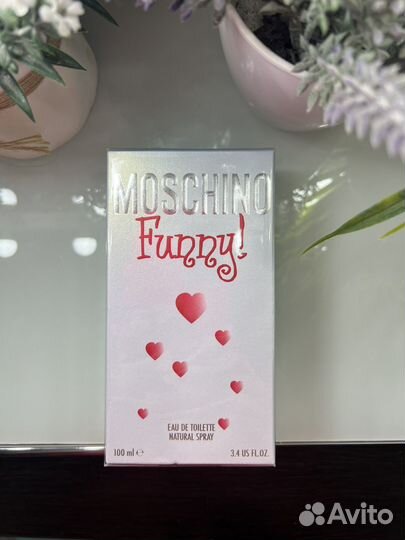 MOSCHINO
Funny!
EAU DE TOILETTE
NATURAL SPRAY
100 ml ℮ 3.4 US FL.OZ.
Avito